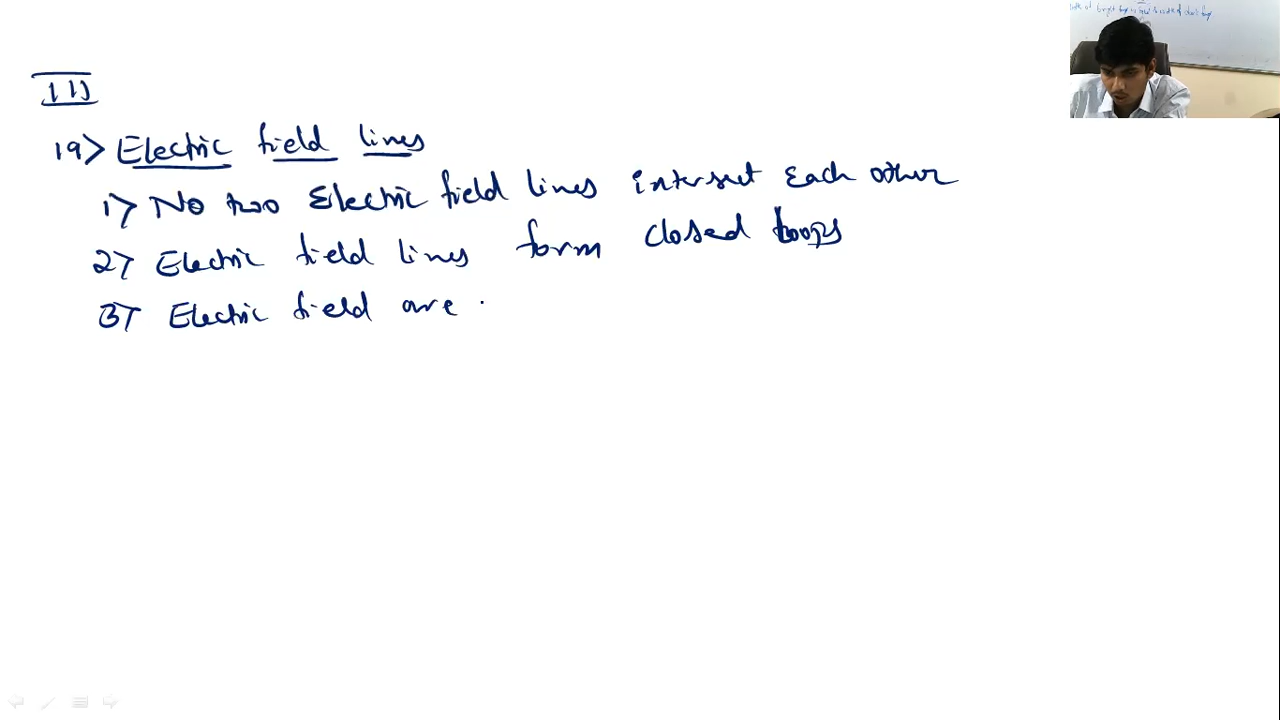 III
19> Electric field lines
1> No two Electric field lines intersect Each other
2> Electric field lines form closed loops
3> Electric field are